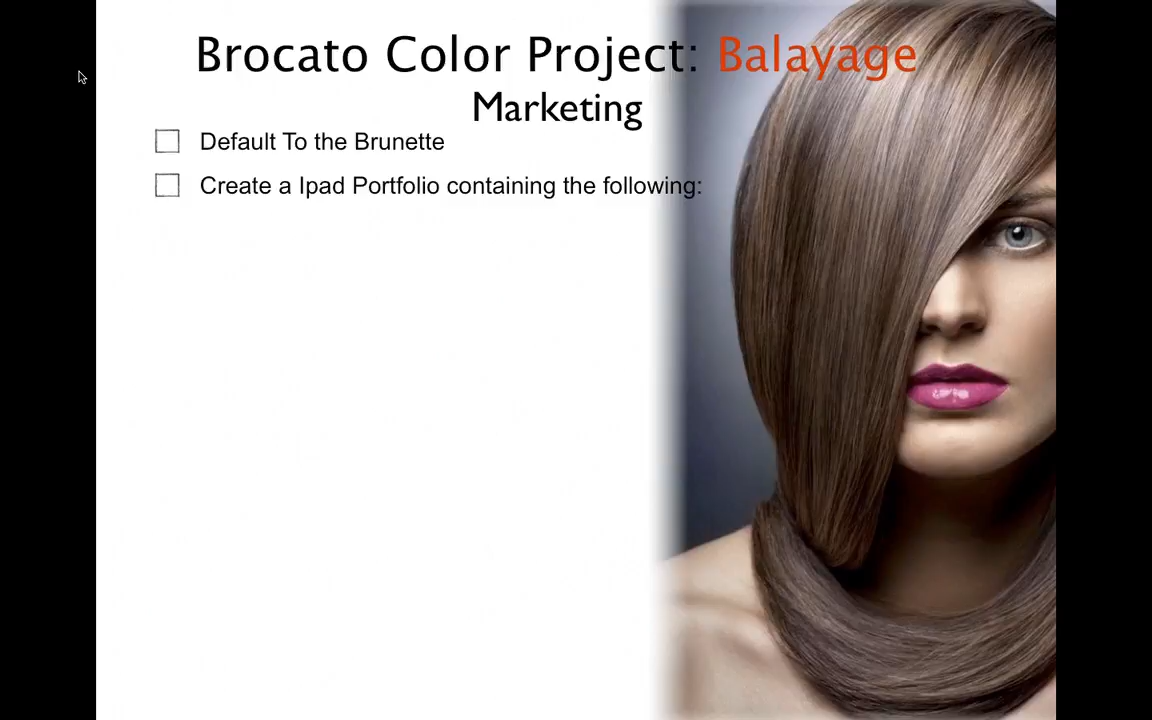 Brocato Color Project: Balayage
Marketing
Default To the Brunette
Create a Ipad Portfolio containing the following: